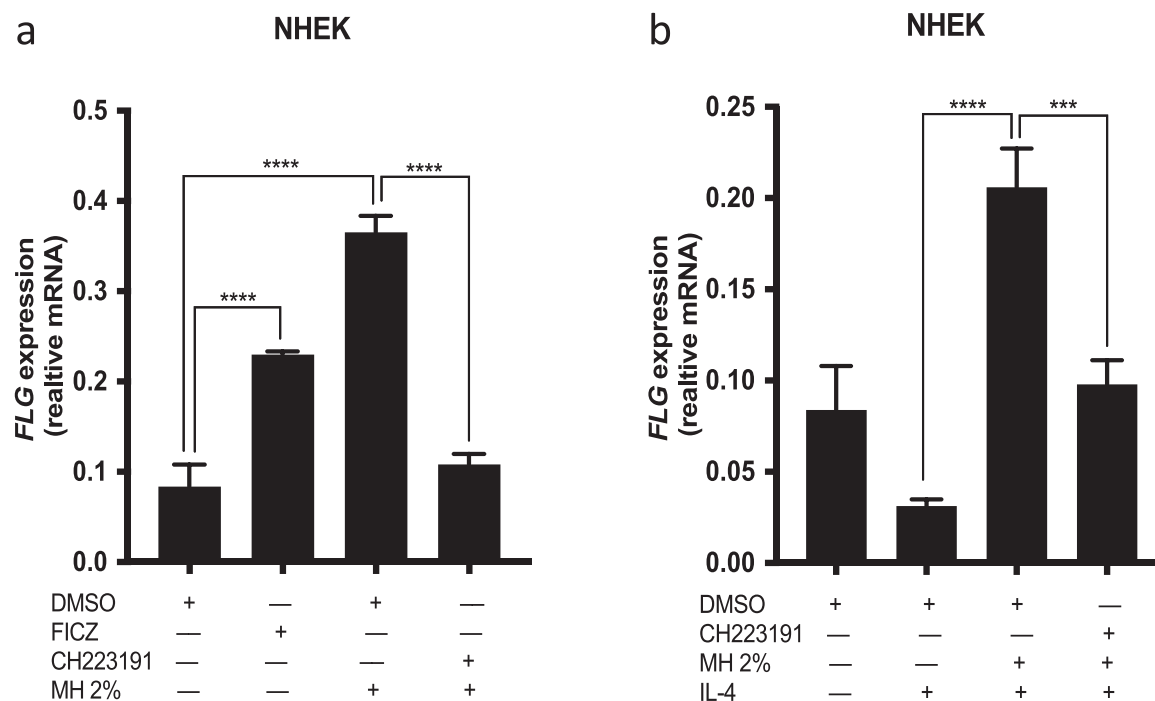 a
NHEK
FLG expression
(realtive mRNA)
0.5
0.4
0.3
0.2
0.1
0.0
****
****
****
DMSO + — + —
FICZ — + — —
CH223191 — — — +
MH 2% — — + +
b
NHEK
FLG expression
(realtive mRNA)
0.25
0.20
0.15
0.10
0.05
0.00
**** ***
DMSO + + + —
CH223191 — — — +
MH 2% — — + +
IL-4 — + + +